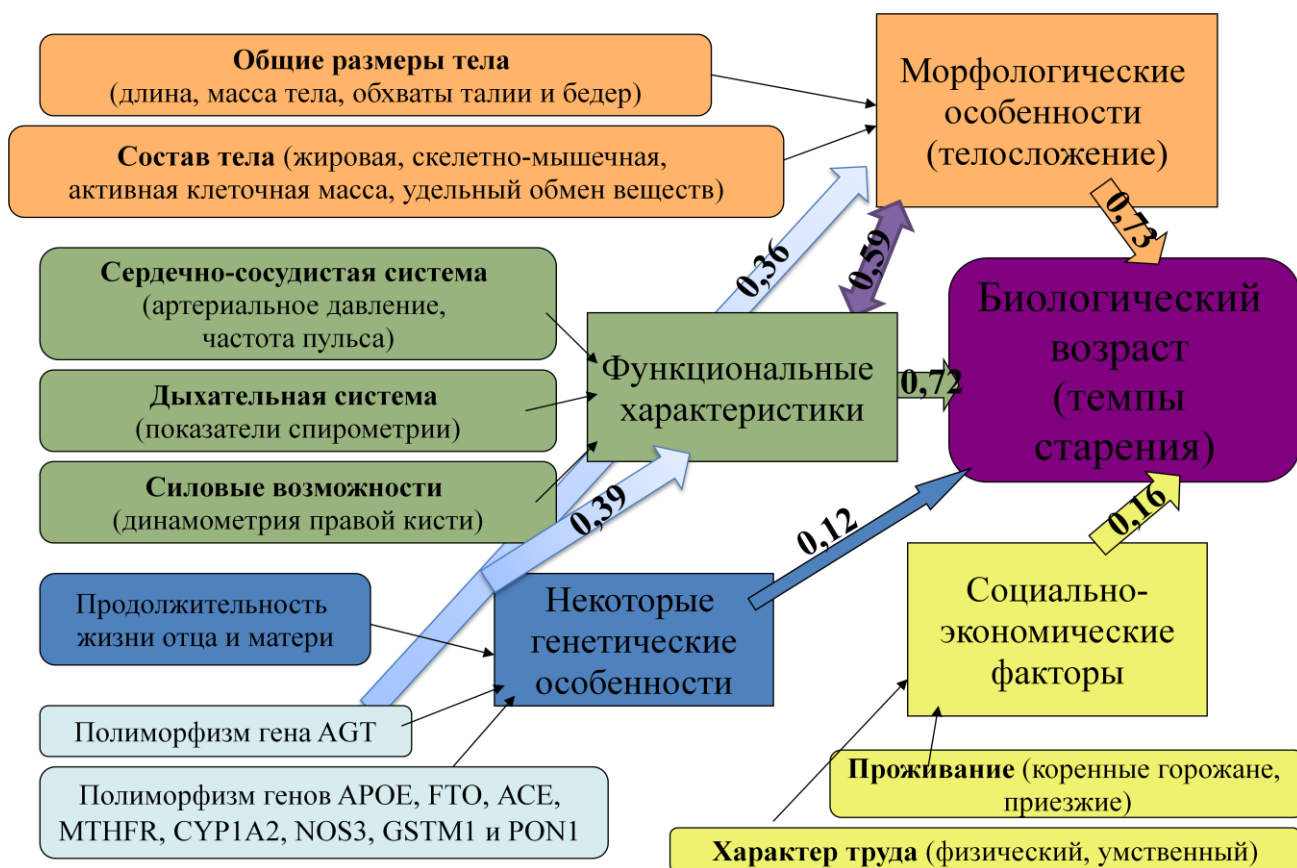 Общие размеры тела
(длина, масса тела, обхваты талии и бедер)
Состав тела (жировая, скелетно-мышечная,
активная клеточная масса, удельный обмен веществ)
Морфологические
особенности
(телосложение)
0,73
0,36
0,59
Сердечно-сосудистая система
(артериальное давление,
частота пульса)
Дыхательная система
(показатели спирометрии)
Силовые возможности
(динамометрия правой кисти)
Функциональные
характеристики
0,72
Биологический
возраст
(темпы
старения)
0,39
0,12
0,16
Продолжительность
жизни отца и матери
Некоторые
генетические
особенности
Социально-
экономические
факторы
Полиморфизм гена AGT
Полиморфизм генов APOE, FTO, ACE,
MTHFR, CYP1A2, NOS3, GSTM1 и PON1
Проживание (коренные горожане,
приезжие)
Характер труда (физический, умственный)